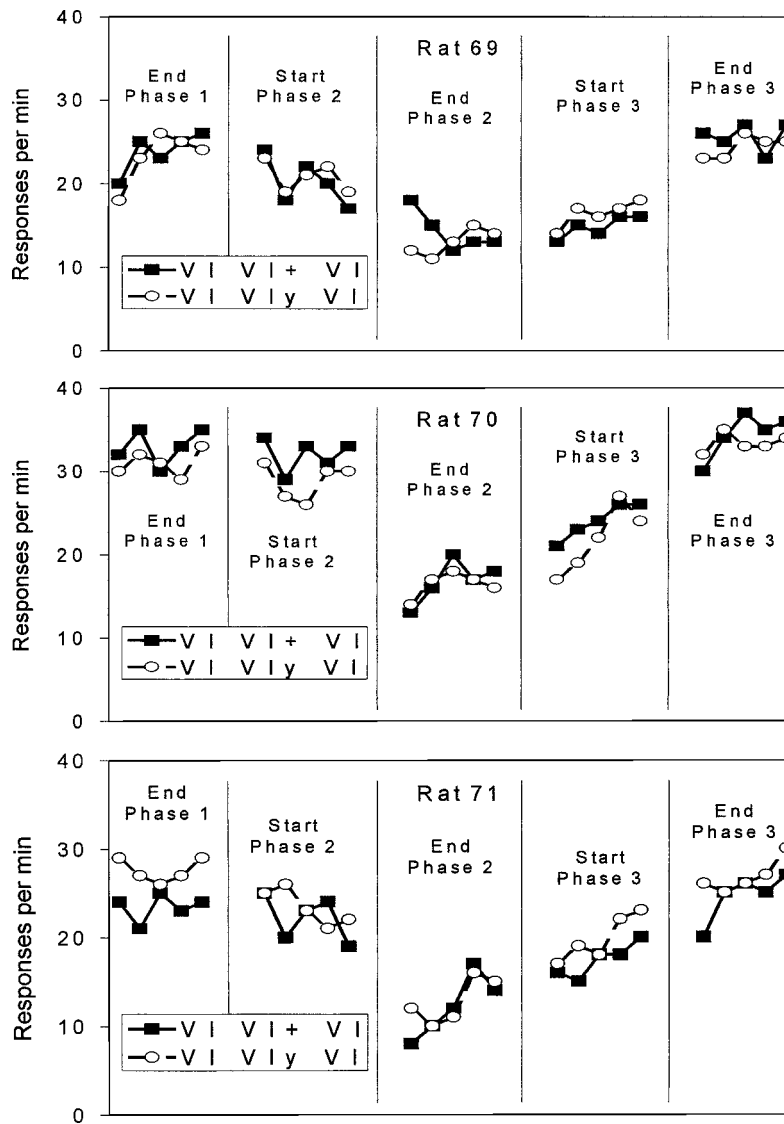 40
30
20
10
0
Responses per min
Rat 69
End
Phase 1
Start
Phase 2
End
Phase 2
Start
Phase 3
End
Phase 3
VI VI + VI
VI VI y VI
40
30
20
10
0
Responses per min
Rat 70
End
Phase 1
Start
Phase 2
End
Phase 2
Start
Phase 3
End
Phase 3
VI VI + VI
VI VI y VI
40
30
20
10
0
Responses per min
Rat 71
End
Phase 1
Start
Phase 2
End
Phase 2
Start
Phase 3
End
Phase 3
VI VI + VI
VI VI y VI